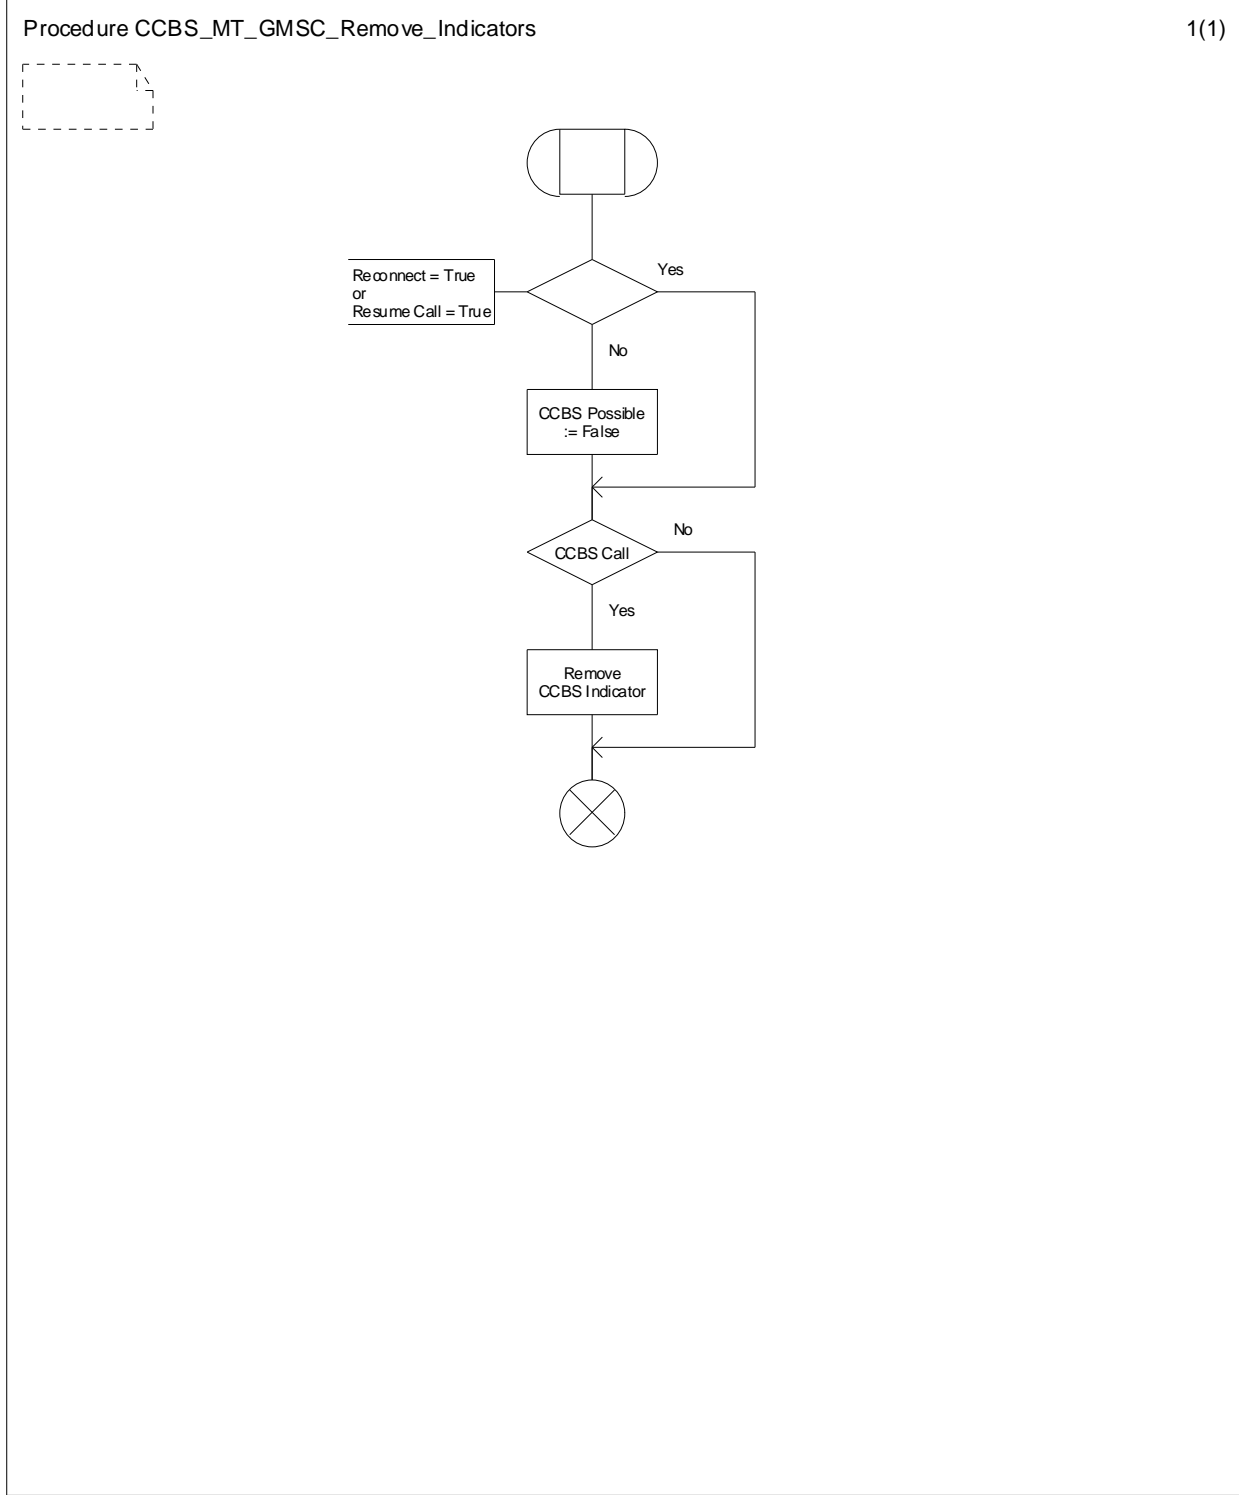 Procedure CCBS_MT_GMSC_Remove_Indicators 1(1)
Reconnect = True
or
Resume Call = True
Yes
No
CCBS Possible
:= False
CCBS Call
No
Yes
Remove
CCBS Indicator